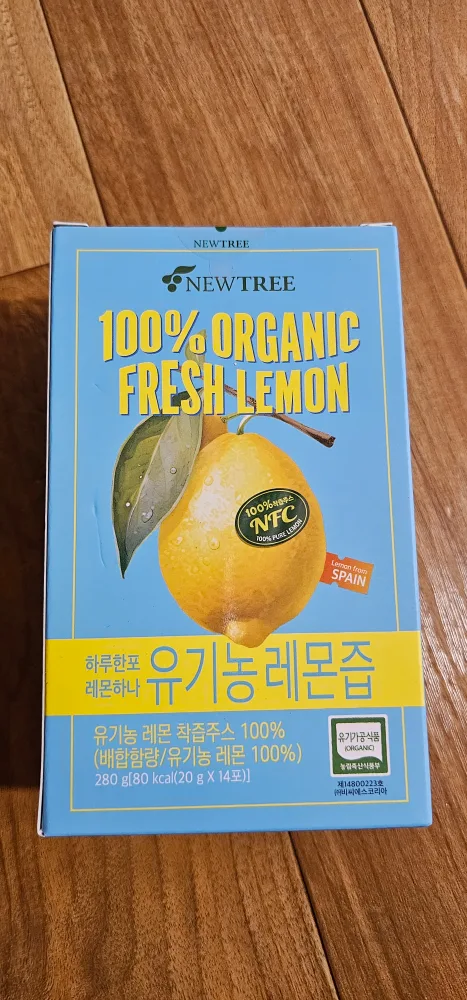 NEWTREE
NEWTREE
100% ORGANIC
FRESH LEMON
100%착즙주스
NFC
100% PURE LEMON
Lemon from
SPAIN
하루한포
레몬하나
유기농레몬즙
유기농 레몬 착즙주스 100%
(배합함량/유기농 레몬 100%)
280 g[80 kcal(20 g X 14포)]
유기가공식품
(ORGANIC)
농림축산식품부
제14800223호
㈜비씨에스코리아